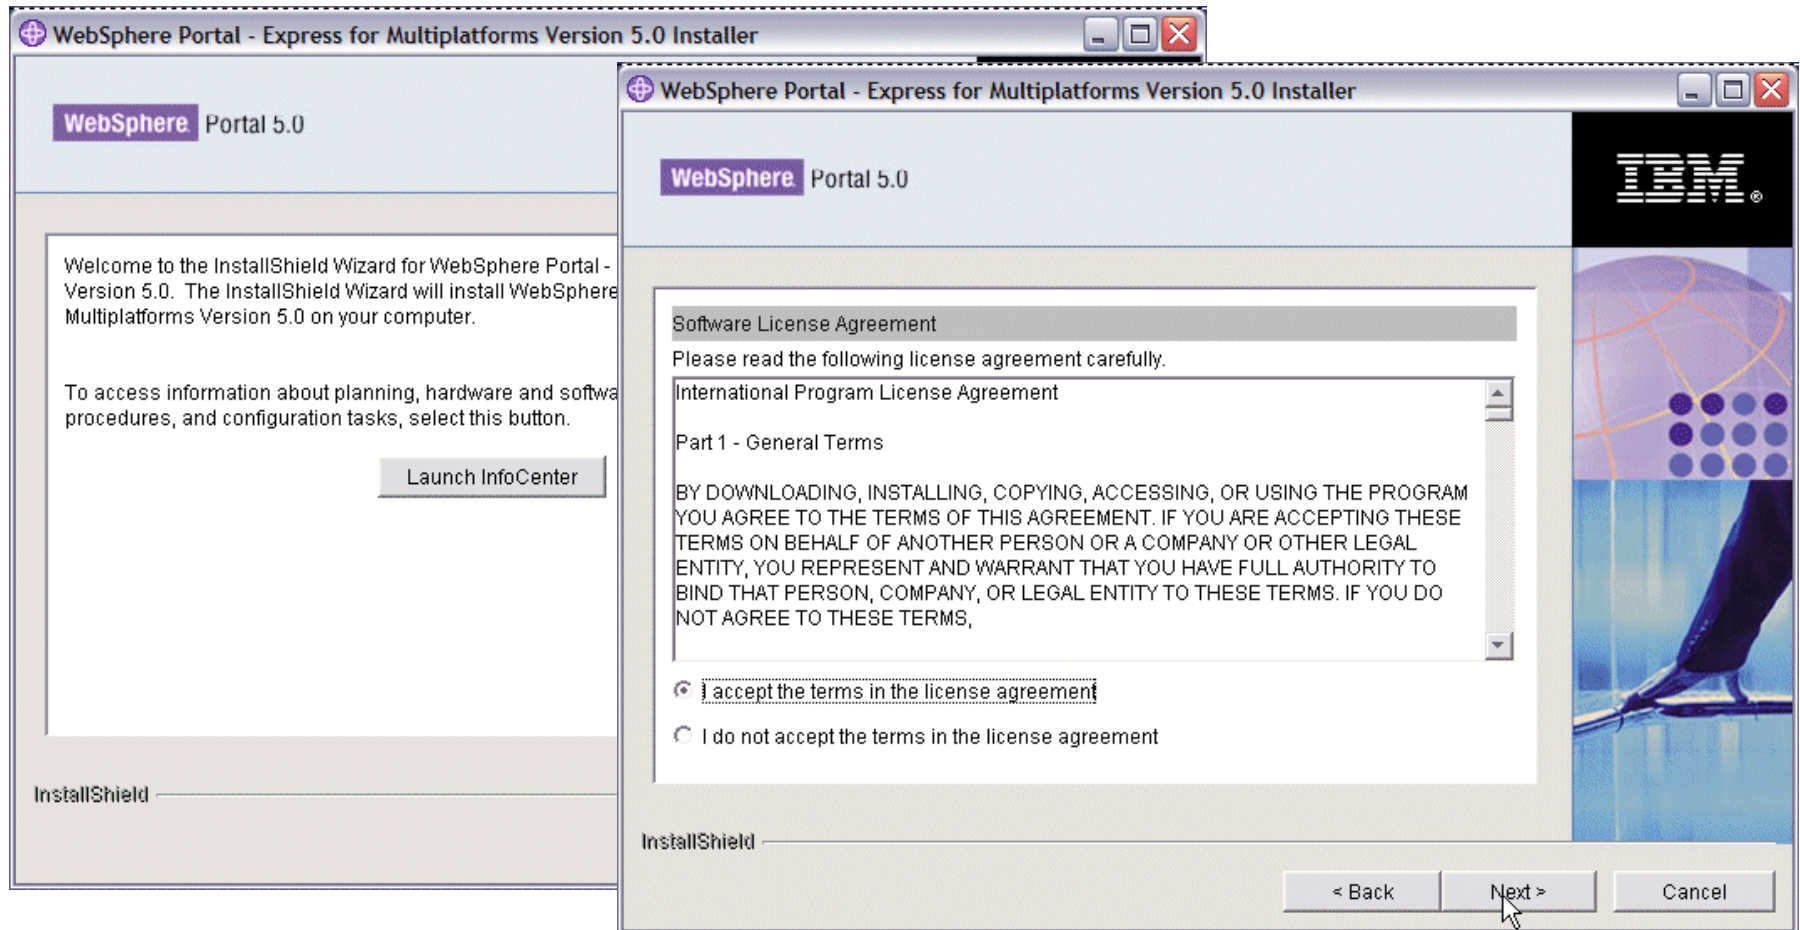 WebSphere Portal - Express for Multiplatforms Version 5.0 Installer
WebSphere Portal 5.0
Welcome to the InstallShield Wizard for WebSphere Portal -
Version 5.0.  The InstallShield Wizard will install WebSphere
Multiplatforms Version 5.0 on your computer.
To access information about planning, hardware and softwa
procedures, and configuration tasks, select this button.
Launch InfoCenter
InstallShield
WebSphere Portal - Express for Multiplatforms Version 5.0 Installer
WebSphere Portal 5.0
IBM®
Software License Agreement
Please read the following license agreement carefully.
International Program License Agreement
Part 1 - General Terms
BY DOWNLOADING, INSTALLING, COPYING, ACCESSING, OR USING THE PROGRAM
YOU AGREE TO THE TERMS OF THIS AGREEMENT. IF YOU ARE ACCEPTING THESE
TERMS ON BEHALF OF ANOTHER PERSON OR A COMPANY OR OTHER LEGAL
ENTITY, YOU REPRESENT AND WARRANT THAT YOU HAVE FULL AUTHORITY TO
BIND THAT PERSON, COMPANY, OR LEGAL ENTITY TO THESE TERMS. IF YOU DO
NOT AGREE TO THESE TERMS,
I accept the terms in the license agreement
I do not accept the terms in the license agreement
InstallShield
< Back
Next >
Cancel